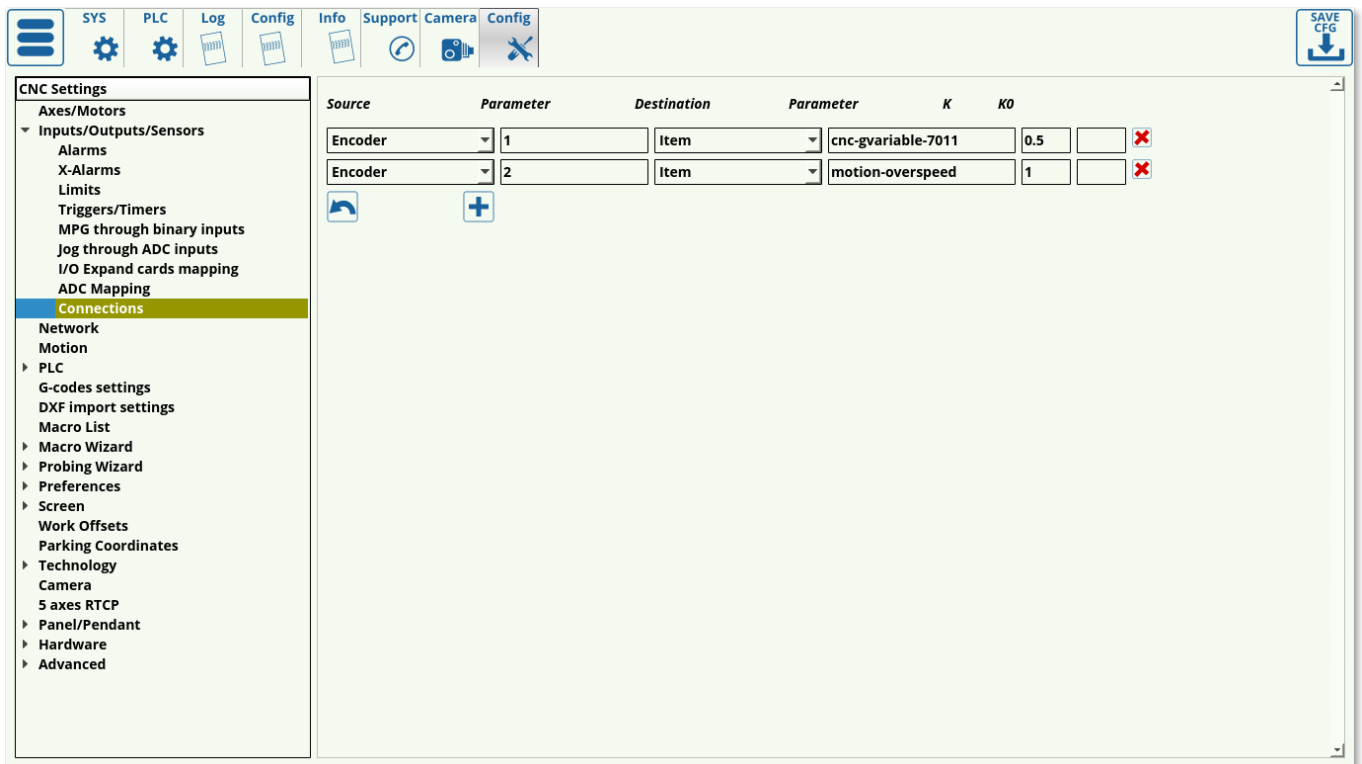 SYS PLC Log Config Info Support Camera Config SAVE CFG
CNC Settings
Axes/Motors
Inputs/Outputs/Sensors
Alarms
X-Alarms
Limits
Triggers/Timers
MPG through binary inputs
Jog through ADC inputs
I/O Expand cards mapping
ADC Mapping
Connections
Network
Motion
PLC
G-codes settings
DXF import settings
Macro List
Macro Wizard
Probing Wizard
Preferences
Screen
Work Offsets
Parking Coordinates
Technology
Camera
5 axes RTCP
Panel/Pendant
Hardware
Advanced
Source Parameter Destination Parameter K K0
Encoder 1 Item cnc-gvariable-7011 0.5
Encoder 2 Item motion-overspeed 1